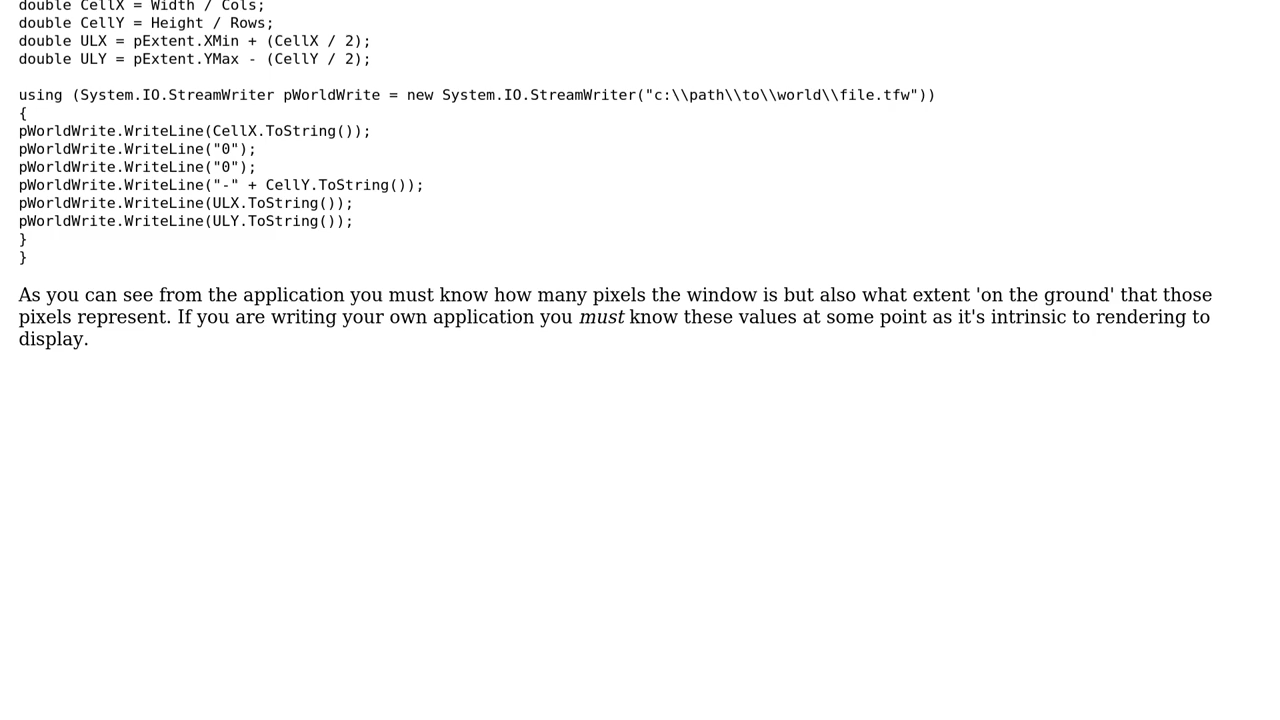 double CellX = Width / Cols;
double CellY = Height / Rows;
double ULX = pExtent.XMin + (CellX / 2);
double ULY = pExtent.YMax - (CellY / 2);
using (System.IO.StreamWriter pWorldWrite = new System.IO.StreamWriter("c:\\path\\to\\world\\file.tfw"))
{
pWorldWrite.WriteLine(CellX.ToString());
pWorldWrite.WriteLine("0");
pWorldWrite.WriteLine("0");
pWorldWrite.WriteLine("-" + CellY.ToString());
pWorldWrite.WriteLine(ULX.ToString());
pWorldWrite.WriteLine(ULY.ToString());
}
}
As you can see from the application you must know how many pixels the window is but also what extent 'on the ground' that those
pixels represent. If you are writing your own application you must know these values at some point as it's intrinsic to rendering to
display.